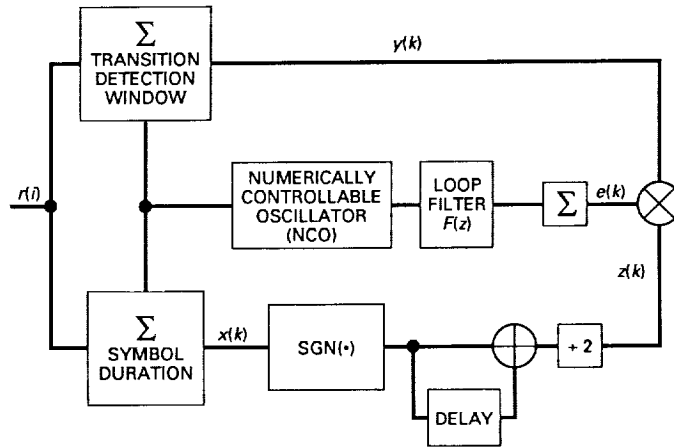 Σ
TRANSITION
DETECTION
WINDOW
y(k)
r(i)
NUMERICALLY
CONTROLLABLE
OSCILLATOR
(NCO)
LOOP
FILTER
F(z)
Σ
e(k)
z(k)
Σ
SYMBOL
DURATION
x(k)
SGN(•)
÷ 2
DELAY